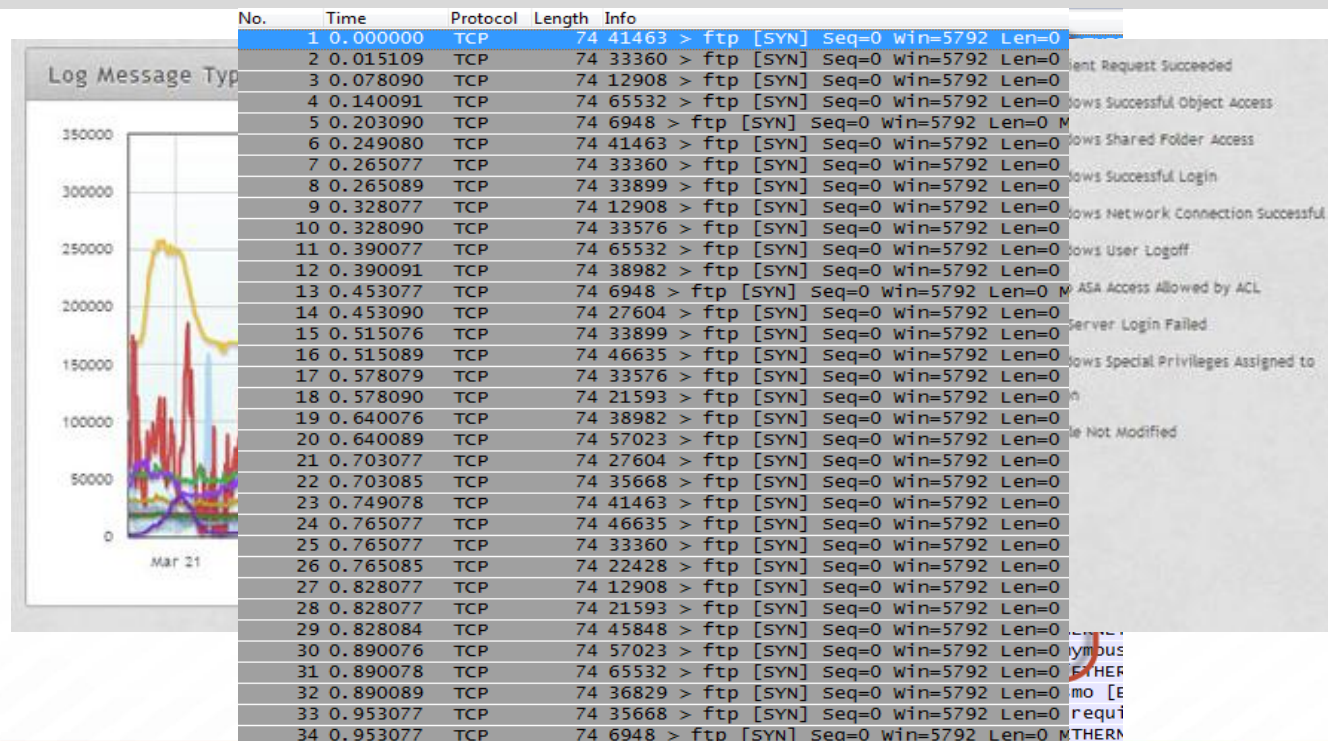 No. Time Protocol Length Info
1 0.000000 TCP 74 41463 > ftp [SYN] Seq=0 Win=5792 Len=0
2 0.015109 TCP 74 33360 > ftp [SYN] Seq=0 Win=5792 Len=0
3 0.078090 TCP 74 12908 > ftp [SYN] Seq=0 Win=5792 Len=0
4 0.140091 TCP 74 65532 > ftp [SYN] Seq=0 Win=5792 Len=0
5 0.203090 TCP 74 6948 > ftp [SYN] Seq=0 Win=5792 Len=0 M
6 0.249080 TCP 74 41463 > ftp [SYN] Seq=0 Win=5792 Len=0
7 0.265077 TCP 74 33360 > ftp [SYN] Seq=0 Win=5792 Len=0
8 0.265089 TCP 74 33899 > ftp [SYN] Seq=0 Win=5792 Len=0
9 0.328077 TCP 74 12908 > ftp [SYN] Seq=0 Win=5792 Len=0
10 0.328090 TCP 74 33576 > ftp [SYN] Seq=0 Win=5792 Len=0
11 0.390077 TCP 74 65532 > ftp [SYN] Seq=0 Win=5792 Len=0
12 0.390091 TCP 74 38982 > ftp [SYN] Seq=0 Win=5792 Len=0
13 0.453077 TCP 74 6948 > ftp [SYN] Seq=0 Win=5792 Len=0 M
14 0.453090 TCP 74 27604 > ftp [SYN] Seq=0 Win=5792 Len=0
15 0.515076 TCP 74 33899 > ftp [SYN] Seq=0 Win=5792 Len=0
16 0.515089 TCP 74 46635 > ftp [SYN] Seq=0 Win=5792 Len=0
17 0.578079 TCP 74 33576 > ftp [SYN] Seq=0 Win=5792 Len=0
18 0.578090 TCP 74 21593 > ftp [SYN] Seq=0 Win=5792 Len=0
19 0.640076 TCP 74 38982 > ftp [SYN] Seq=0 Win=5792 Len=0
20 0.640089 TCP 74 57023 > ftp [SYN] Seq=0 Win=5792 Len=0
21 0.703077 TCP 74 27604 > ftp [SYN] Seq=0 Win=5792 Len=0
22 0.703085 TCP 74 35668 > ftp [SYN] Seq=0 Win=5792 Len=0
23 0.749078 TCP 74 41463 > ftp [SYN] Seq=0 Win=5792 Len=0
24 0.765077 TCP 74 46635 > ftp [SYN] Seq=0 Win=5792 Len=0
25 0.765077 TCP 74 33360 > ftp [SYN] Seq=0 Win=5792 Len=0
26 0.765085 TCP 74 22428 > ftp [SYN] Seq=0 Win=5792 Len=0
27 0.828077 TCP 74 12908 > ftp [SYN] Seq=0 Win=5792 Len=0
28 0.828077 TCP 74 21593 > ftp [SYN] Seq=0 Win=5792 Len=0
29 0.828084 TCP 74 45848 > ftp [SYN] Seq=0 Win=5792 Len=0
30 0.890076 TCP 74 57023 > ftp [SYN] Seq=0 Win=5792 Len=0
31 0.890078 TCP 74 65532 > ftp [SYN] Seq=0 Win=5792 Len=0
32 0.890089 TCP 74 36829 > ftp [SYN] Seq=0 Win=5792 Len=0
33 0.953077 TCP 74 35668 > ftp [SYN] Seq=0 Win=5792 Len=0
34 0.953077 TCP 74 6948 > ftp [SYN] Seq=0 Win=5792 Len=0 M
Log Message Typ
350000
300000
250000
200000
150000
100000
50000
0
Mar 21
ient Request Succeeded
dows Successful Object Access
dows Shared Folder Access
dows Successful Login
dows Network Connection Successful
dows User Logoff
ASA Access Allowed by ACL
Server Login Failed
dows Special Privileges Assigned to
n
le Not Modified
ymous
ETHER
mo [E
requi
THERN